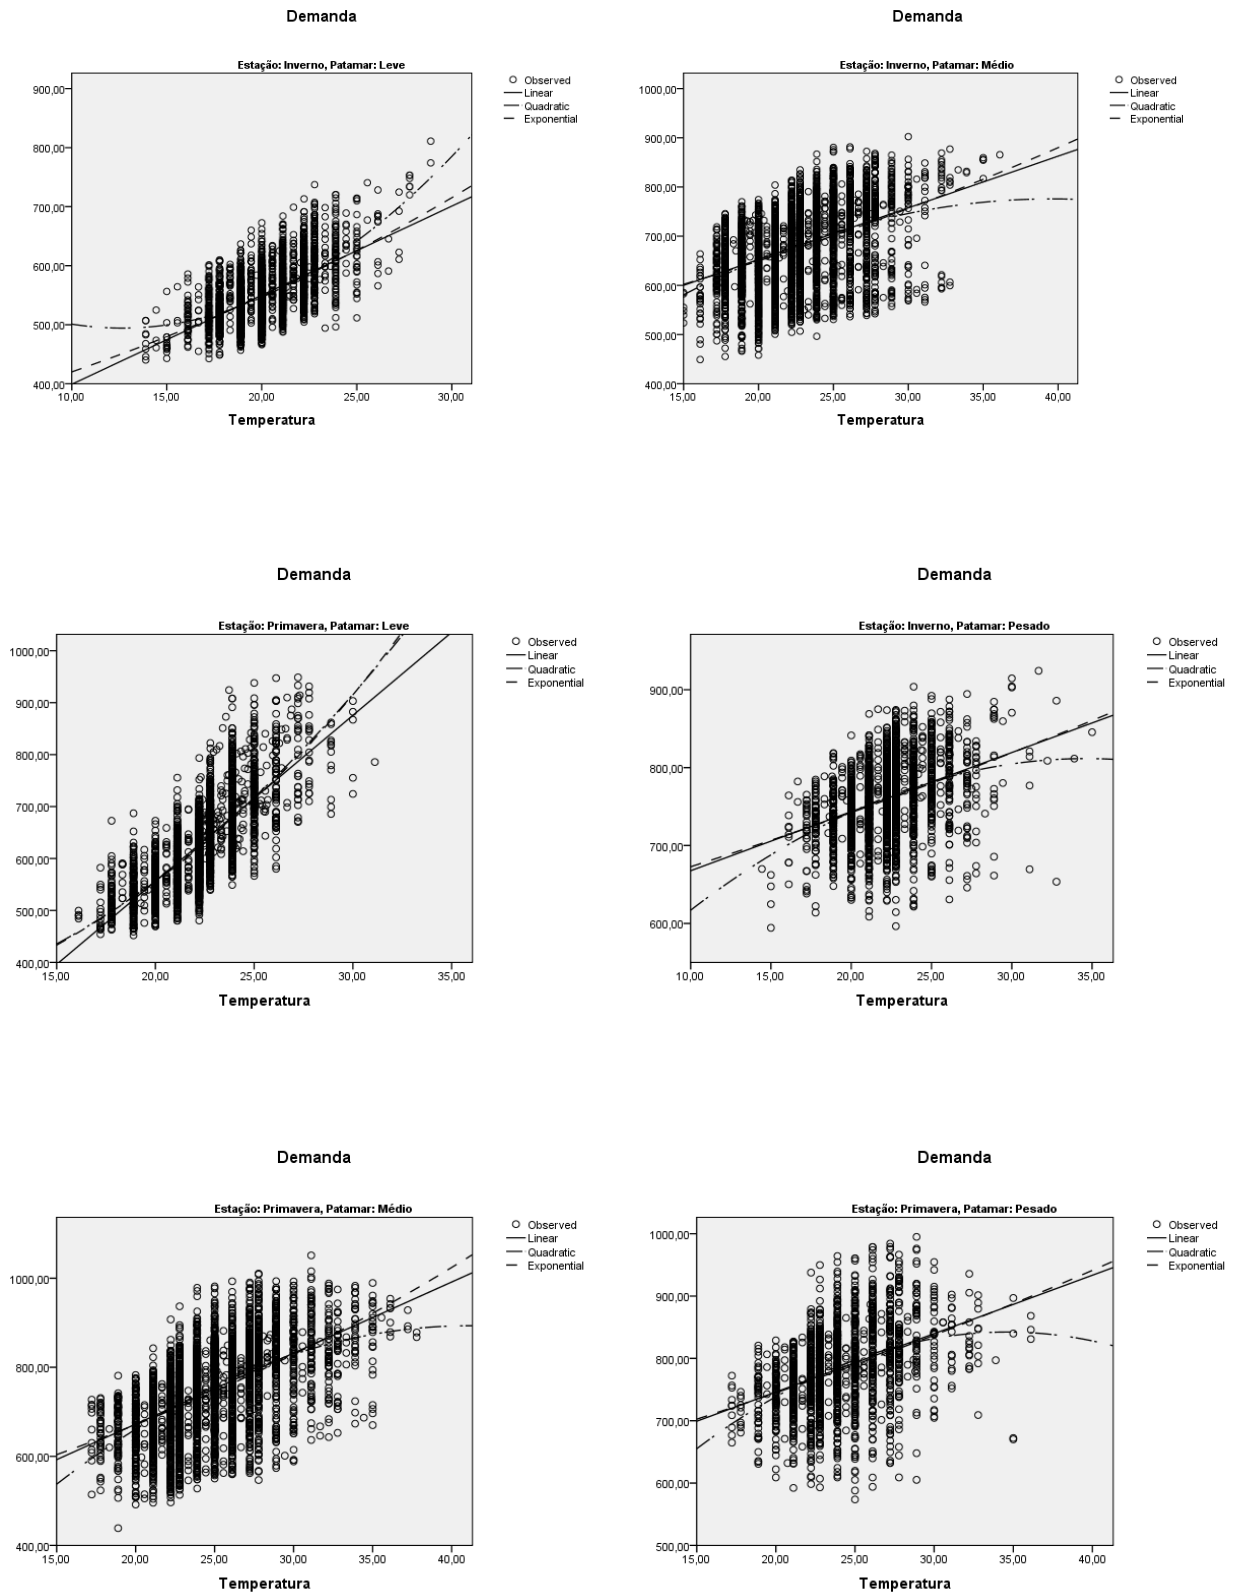 Demanda
Estação: Inverno, Patamar: Leve
Observed
Linear
Quadratic
Exponential
900,00
800,00
700,00
600,00
500,00
400,00
10,00 15,00 20,00 25,00 30,00
Temperatura
Demanda
Estação: Inverno, Patamar: Médio
Observed
Linear
Quadratic
Exponential
1000,00
900,00
800,00
700,00
600,00
500,00
400,00
15,00 20,00 25,00 30,00 35,00 40,00
Temperatura
Demanda
Estação: Primavera, Patamar: Leve
Observed
Linear
Quadratic
Exponential
1000,00
900,00
800,00
700,00
600,00
500,00
400,00
15,00 20,00 25,00 30,00 35,00
Temperatura
Demanda
Estação: Inverno, Patamar: Pesado
Observed
Linear
Quadratic
Exponential
900,00
800,00
700,00
600,00
10,00 15,00 20,00 25,00 30,00 35,00
Temperatura
Demanda
Estação: Primavera, Patamar: Médio
Observed
Linear
Quadratic
Exponential
1000,00
800,00
600,00
400,00
15,00 20,00 25,00 30,00 35,00 40,00
Temperatura
Demanda
Estação: Primavera, Patamar: Pesado
Observed
Linear
Quadratic
Exponential
1000,00
900,00
800,00
700,00
600,00
500,00
15,00 20,00 25,00 30,00 35,00 40,00
Temperatura